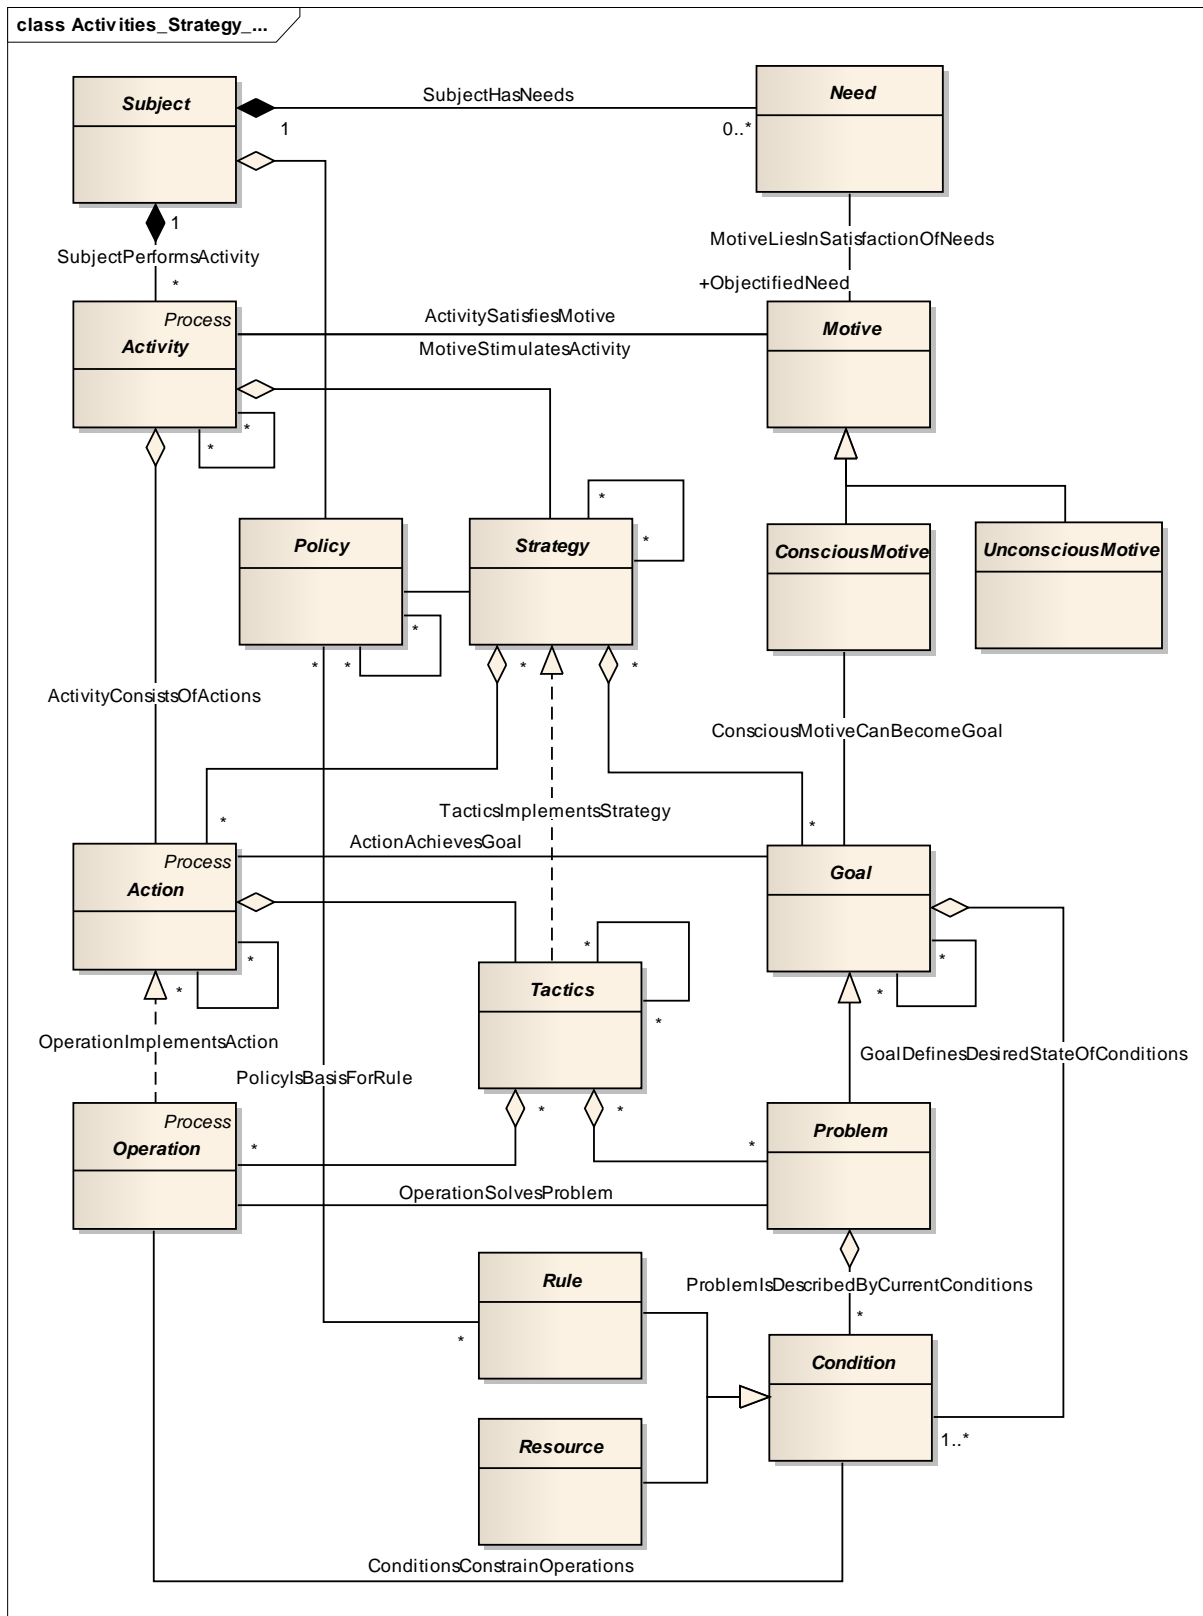 class Activities_Strategy_...
Subject
SubjectHasNeeds
Need
1
0..*
1
SubjectPerformsActivity
*
MotiveLiesInSatisfactionOfNeeds
+ObjectifiedNeed
Process
Activity
ActivitySatisfiesMotive
MotiveStimulatesActivity
Motive
*
*
Policy
Strategy
*
*
ConsciousMotive
UnconsciousMotive
*
*
*
*
*
ActivityConsistsOfActions
ConsciousMotiveCanBecomeGoal
TacticsImplementsStrategy
*
*
ActionAchievesGoal
Process
Action
Goal
*
*
*
*
Tactics
*
*
*
OperationImplementsAction
GoalDefinesDesiredStateOfConditions
PolicyIsBasisForRule
Process
Operation
*
*
Problem
*
*
OperationSolvesProblem
Rule
ProblemIsDescribedByCurrentConditions
*
*
Condition
Resource
1..*
ConditionsConstrainOperations